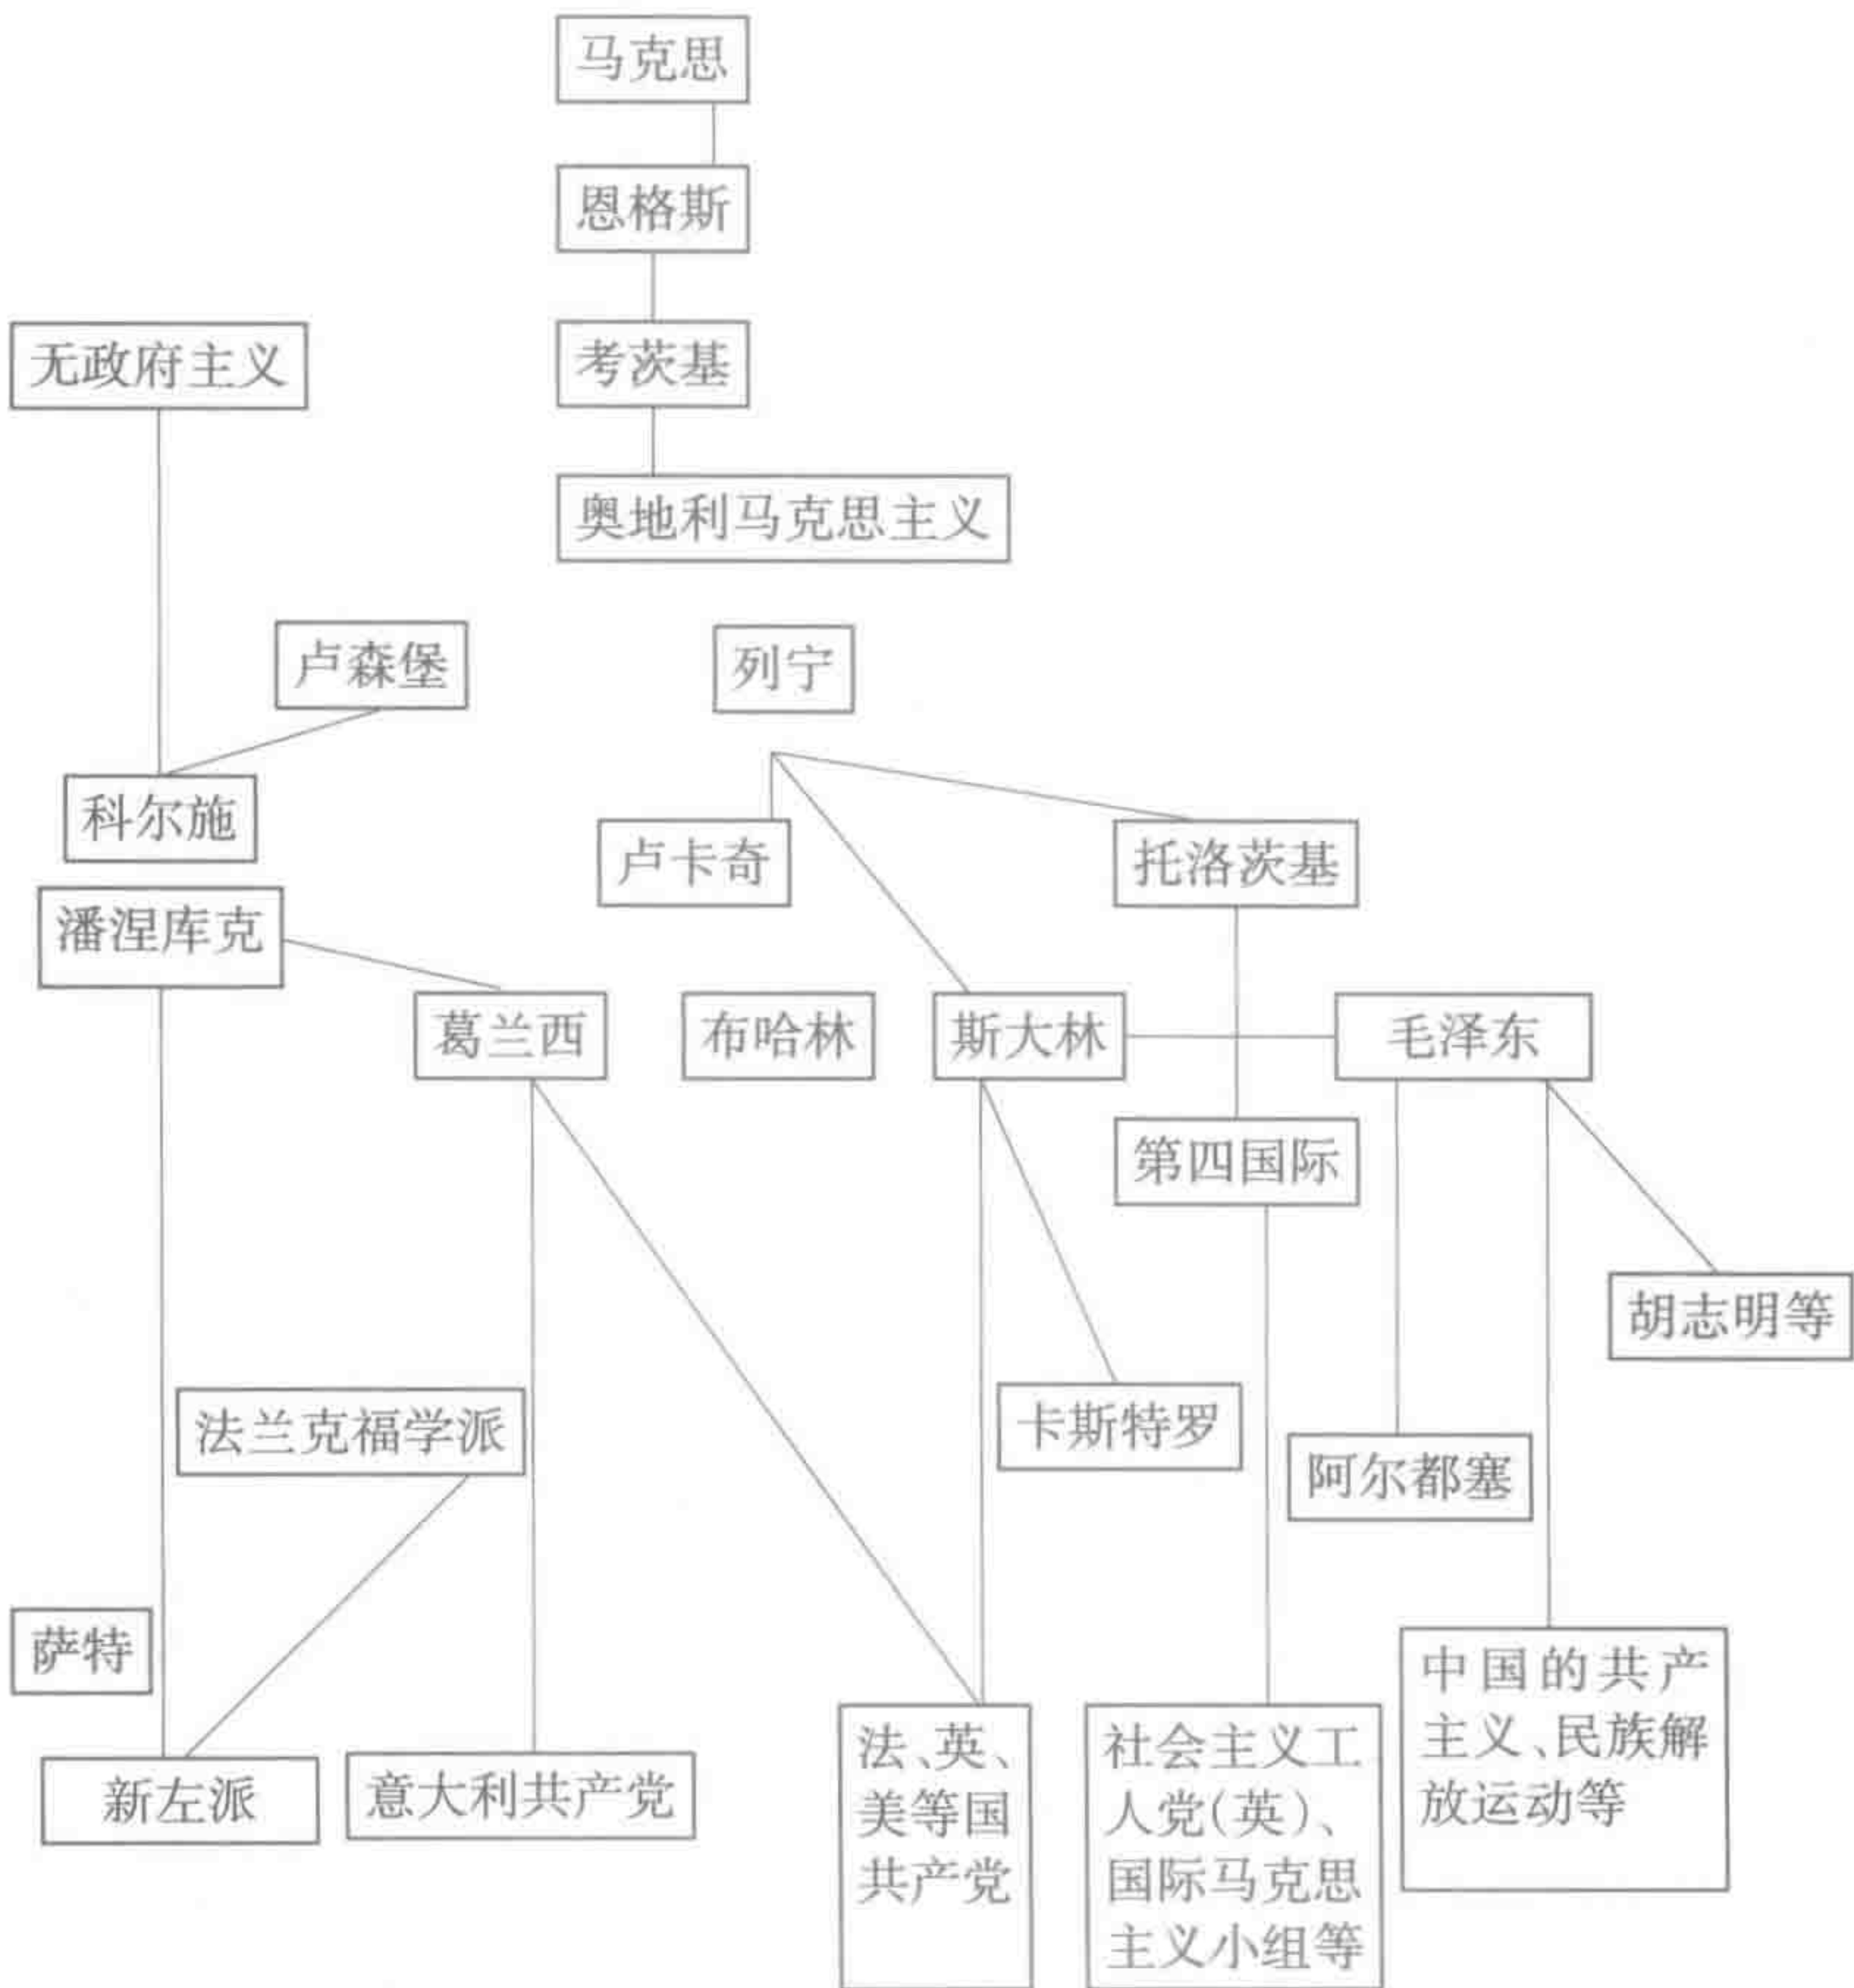 马克思
恩格斯
无政府主义
考茨基
奥地利马克思主义
卢森堡
列宁
科尔施
卢卡奇
托洛茨基
潘涅库克
葛兰西
布哈林
斯大林
毛泽东
第四国际
胡志明等
法兰克福学派
卡斯特罗
阿尔都塞
萨特
新左派
意大利共产党
法、英、
美等国
共产党
社会主义工
人党(英)、
国际马克思
主义小组等
中国的共产
主义、民族解
放运动等